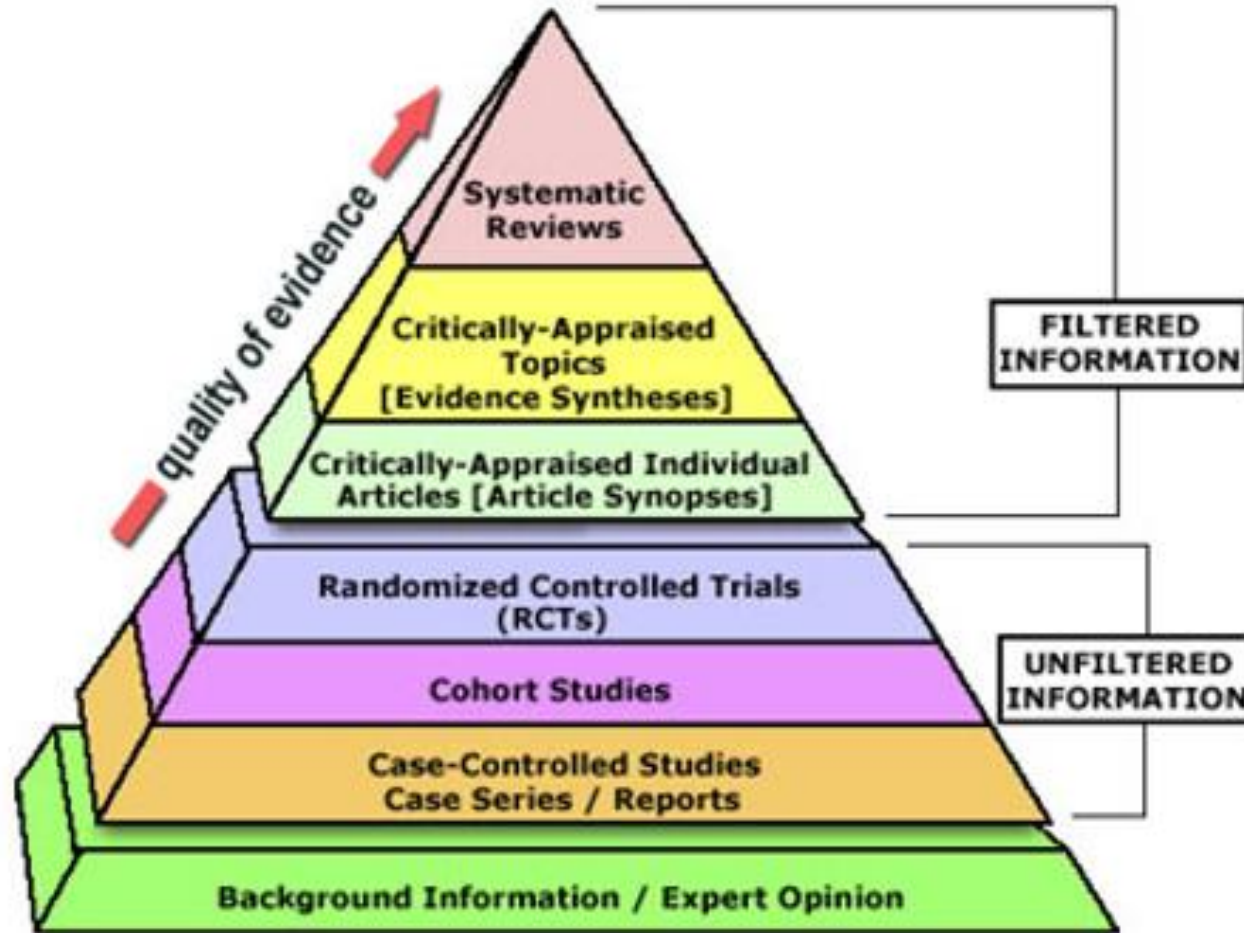 quality of evidence
Systematic
Reviews
Critically-Appraised
Topics
[Evidence Syntheses]
Critically-Appraised Individual
Articles [Article Synopses]
FILTERED
INFORMATION
Randomized Controlled Trials
(RCTs)
Cohort Studies
Case-Controlled Studies
Case Series / Reports
UNFILTERED
INFORMATION
Background Information / Expert Opinion